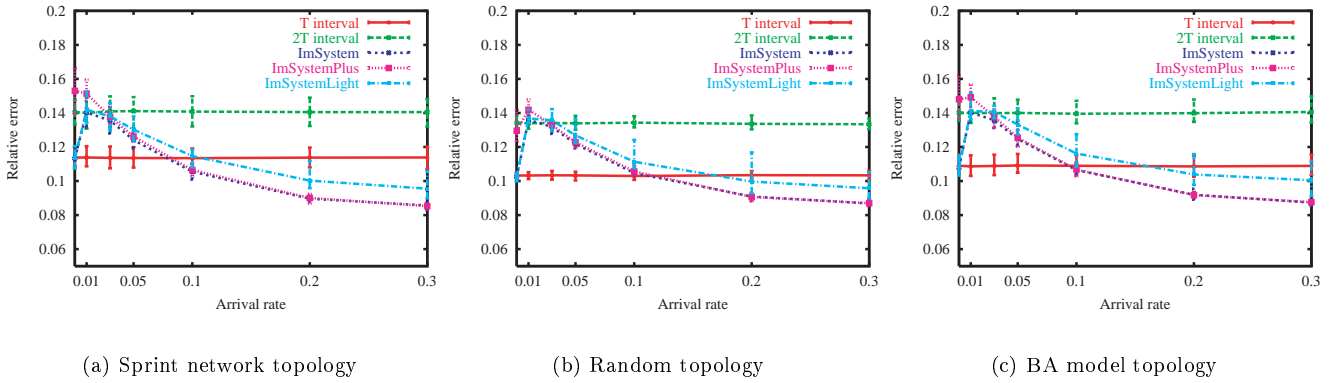 0.2
0.18
0.16
0.14
0.12
0.1
0.08
0.06
Relative error
T interval
2T interval
ImSystem
ImSystemPlus
ImSystemLight
0.01 0.05 0.1 0.2 0.3
Arrival rate
(a) Sprint network topology
0.2
0.18
0.16
0.14
0.12
0.1
0.08
0.06
Relative error
T interval
2T interval
ImSystem
ImSystemPlus
ImSystemLight
0.01 0.05 0.1 0.2 0.3
Arrival rate
(b) Random topology
0.2
0.18
0.16
0.14
0.12
0.1
0.08
0.06
Relative error
T interval
2T interval
ImSystem
ImSystemPlus
ImSystemLight
0.01 0.05 0.1 0.2 0.3
Arrival rate
(c) BA model topology